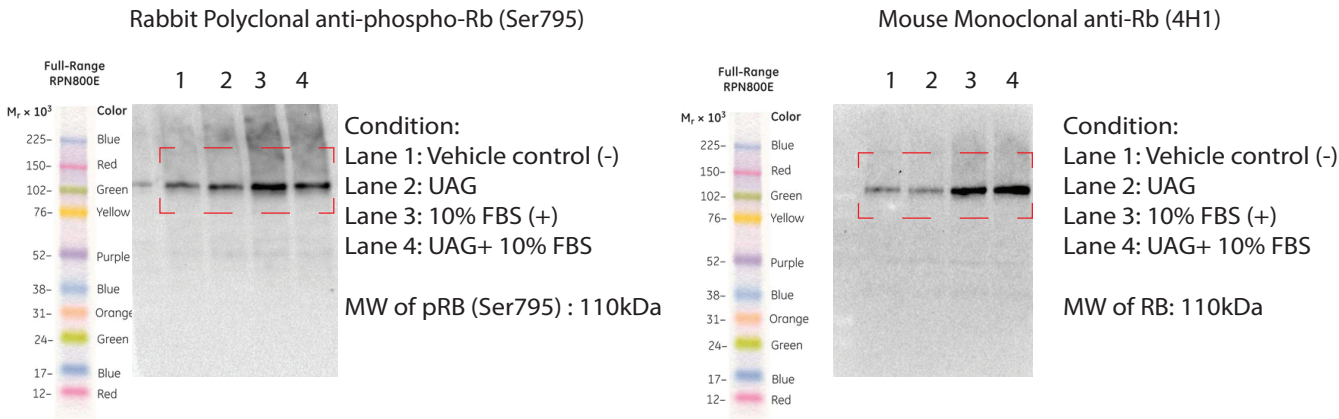 Rabbit Polyclonal anti-phospho-Rb (Ser795)
Full-Range
RPN800E
1 2 3 4
Mr × 10³ Color
225– Blue
150– Red
102– Green
76– Yellow
52– Purple
38– Blue
31– Orange
24– Green
17– Blue
12– Red
Condition:
Lane 1: Vehicle control (-)
Lane 2: UAG
Lane 3: 10% FBS (+)
Lane 4: UAG+ 10% FBS
MW of pRB (Ser795) : 110kDa
Mouse Monoclonal anti-Rb (4H1)
Full-Range
RPN800E
1 2 3 4
Mr × 10³ Color
225– Blue
150– Red
102– Green
76– Yellow
52– Purple
38– Blue
31– Orange
24– Green
17– Blue
12– Red
Condition:
Lane 1: Vehicle control (-)
Lane 2: UAG
Lane 3: 10% FBS (+)
Lane 4: UAG+ 10% FBS
MW of RB: 110kDa